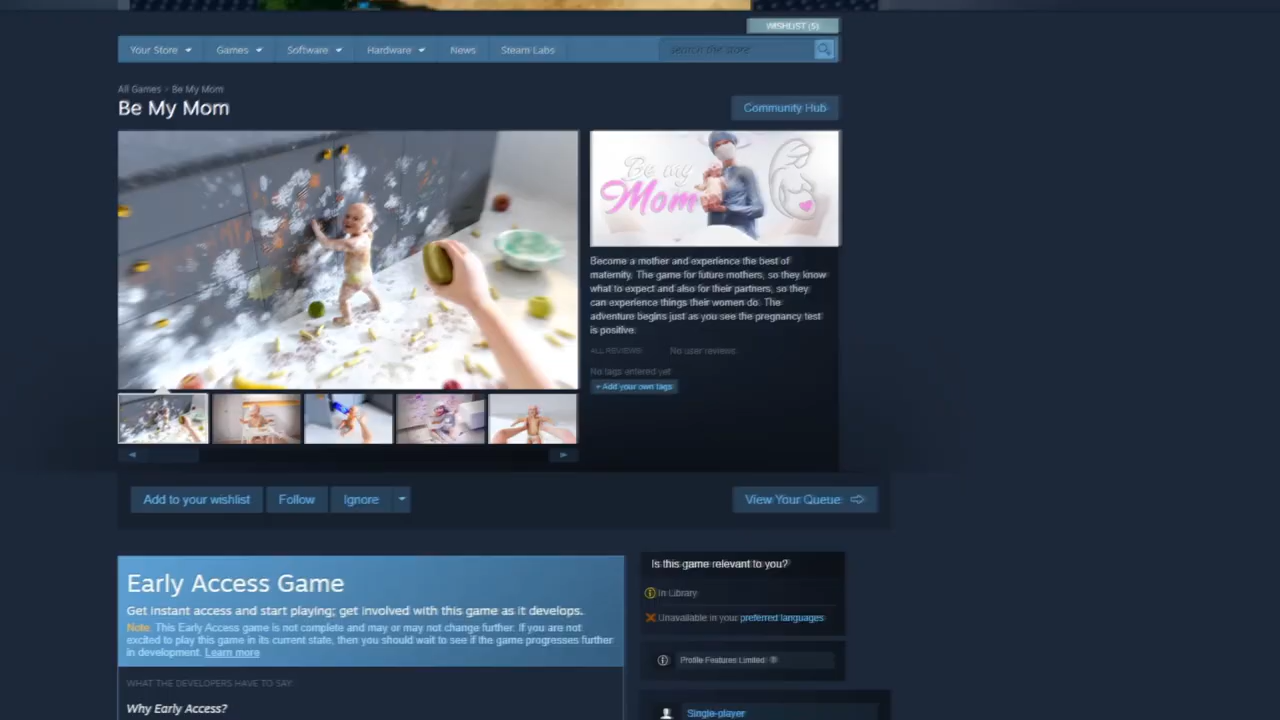 WISHLIST (5)
Your Store Games Software Hardware News Steam Labs search the store
All Games > Be My Mom
Be My Mom
Community Hub
Be my
Mom
Become a mother and experience the best of
maternity. The game for future mothers, so they know
what to expect and also for their partners, so they
can experience things their women do. The
adventure begins just as you see the pregnancy test
is positive.
ALL REVIEWS: No user reviews
No tags entered yet
+ Add your own tags
Add to your wishlist Follow Ignore View Your Queue
Early Access Game
Get instant access and start playing; get involved with this game as it develops.
Note: This Early Access game is not complete and may or may not change further. If you are not
excited to play this game in its current state, then you should wait to see if the game progresses further
in development. Learn more
WHAT THE DEVELOPERS HAVE TO SAY:
Why Early Access?
Is this game relevant to you?
In Library
Unavailable in your preferred languages
Profile Features Limited
Single-player